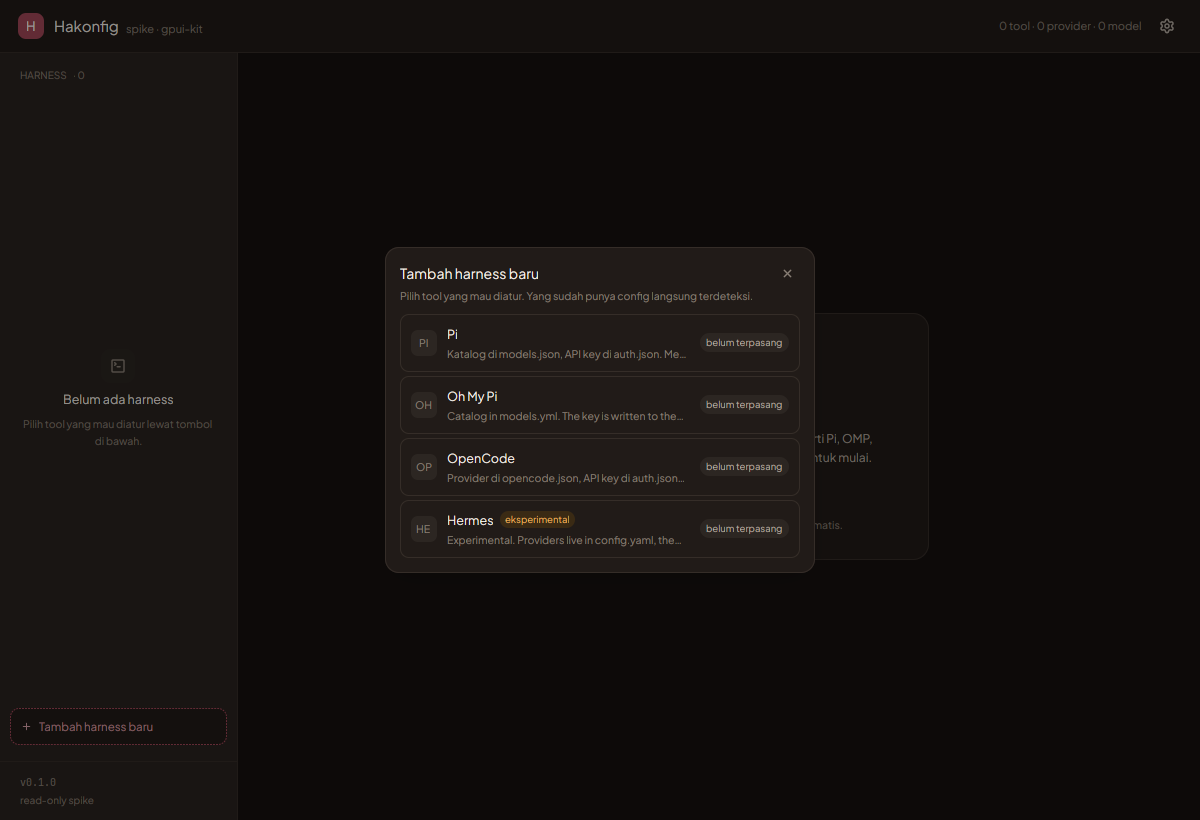 H
Hakonfig spike · gpui-kit
0 tool · 0 provider · 0 model
HARNESS · 0
Belum ada harness
Pilih tool yang mau diatur lewat tombol
di bawah.
+ Tambah harness baru
v0.1.0
read-only spike
Tambah harness baru
Pilih tool yang mau diatur. Yang sudah punya config langsung terdeteksi.
PI
Pi
Katalog di models.json, API key di auth.json. Me…
belum terpasang
OH
Oh My Pi
Catalog in models.yml. The key is written to the…
belum terpasang
OP
OpenCode
Provider di opencode.json, API key di auth.json…
belum terpasang
HE
Hermes eksperimental
Experimental. Providers live in config.yaml, the…
belum terpasang
Pi, OMP,
mulai.